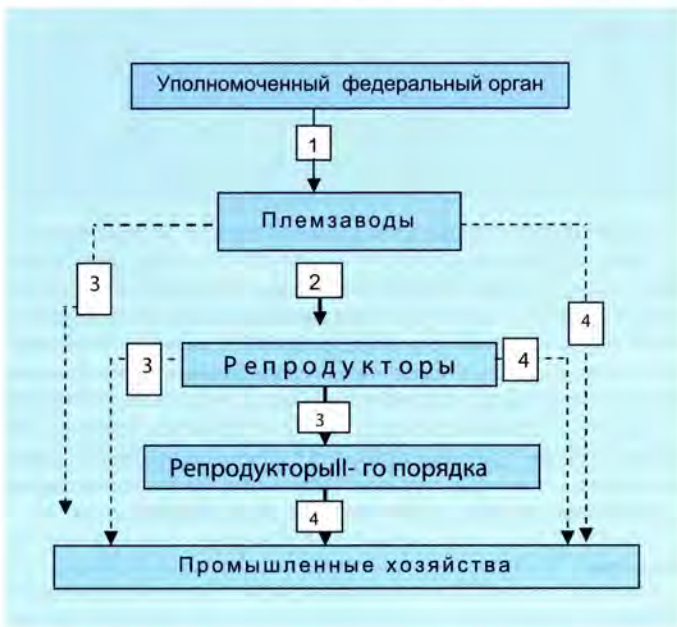 Уполномоченный федеральный орган
1
Племзаводы
3
2
4
3
Репродукторы
4
3
РепродукторыII- го порядка
4
Промышленные хозяйства